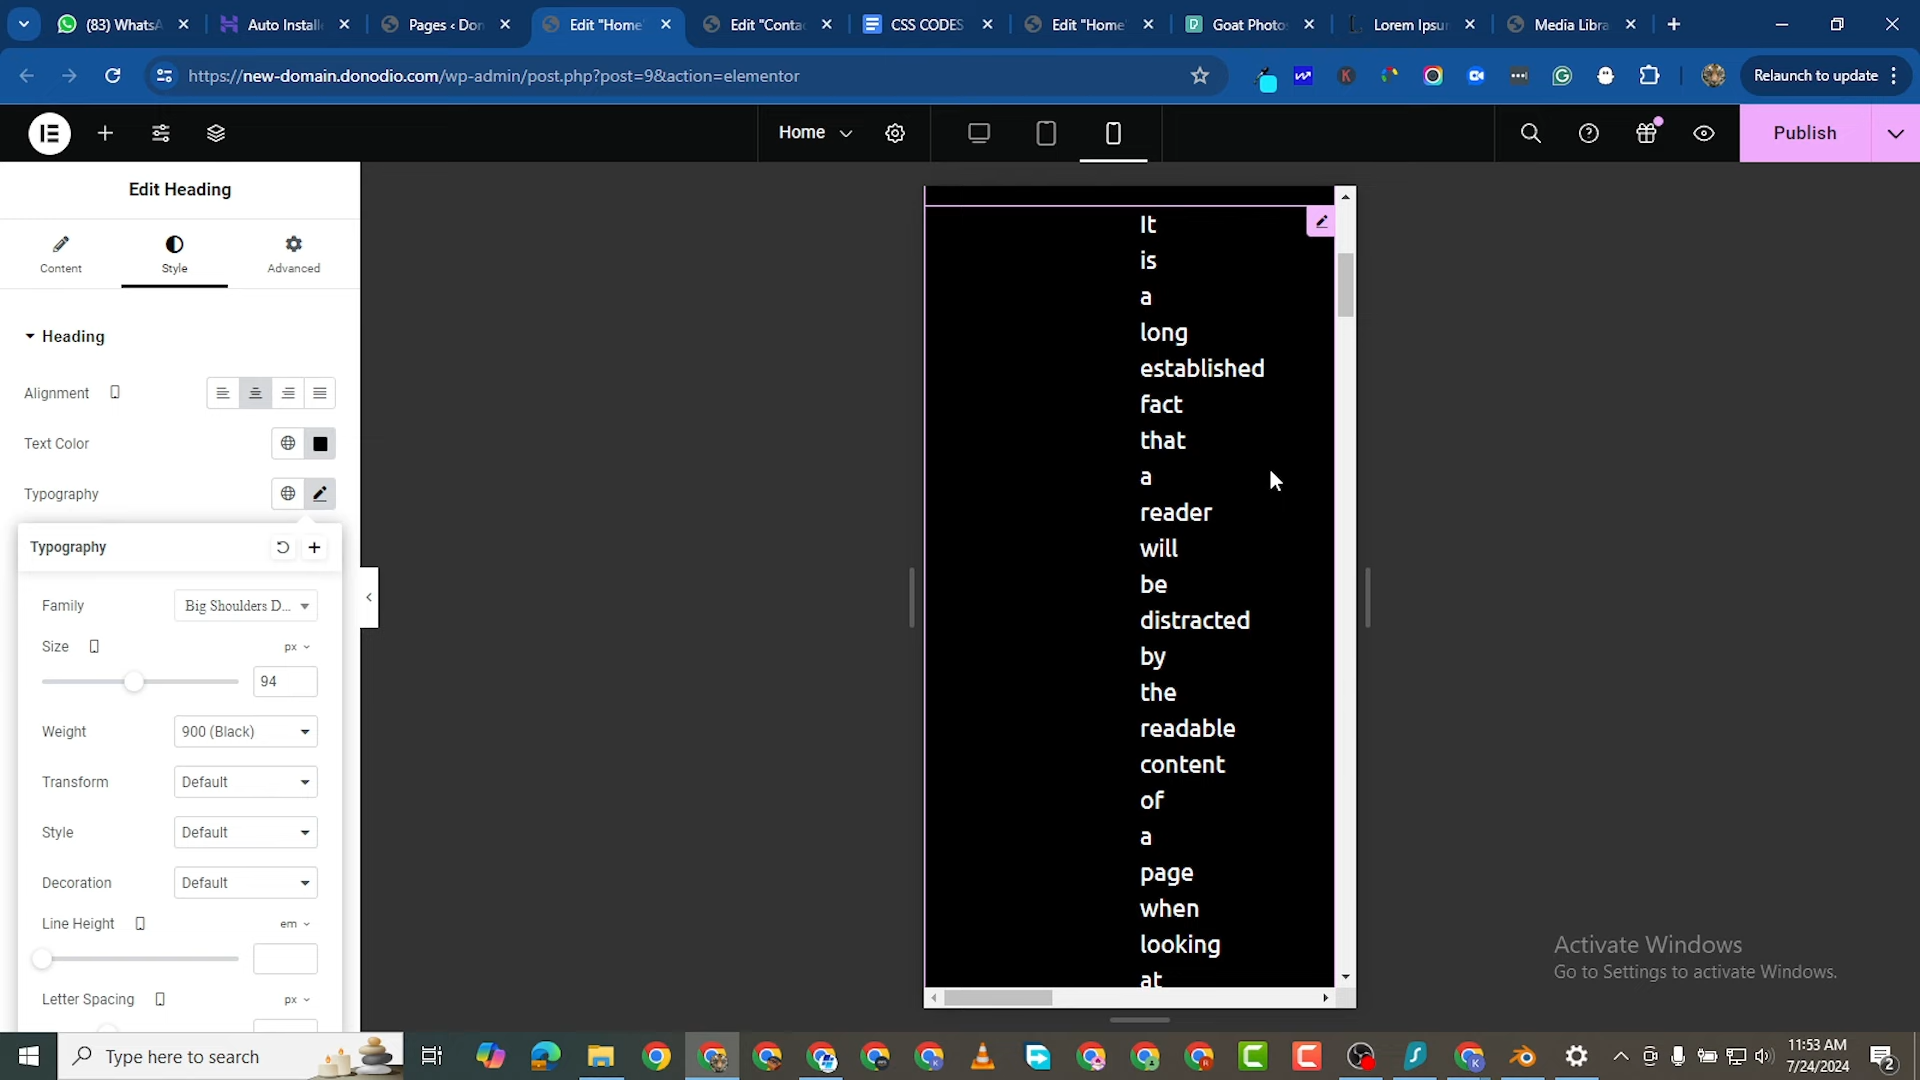 (83) WhatsA
Auto Installe
Pages ‹ Don
Edit "Home"
Edit "Conta
CSS CODES
Edit "Home"
Goat Photo
Lorem Ipsu
Media Libra
https://new-domain.donodio.com/wp-admin/post.php?post=9&action=elementor
Relaunch to update
Home
Publish
Edit Heading
Content
Style
Advanced
Heading
Alignment
Text Color
Typography
Typography
Family
Big Shoulders D...
Size
px
94
Weight
900 (Black)
Transform
Default
Style
Default
Decoration
Default
Line Height
em
Letter Spacing
px
It
is
a
long
established
fact
that
a
reader
will
be
distracted
by
the
readable
content
of
a
page
when
looking
at
Activate Windows
Go to Settings to activate Windows.
Type here to search
11:53 AM
7/24/2024
2